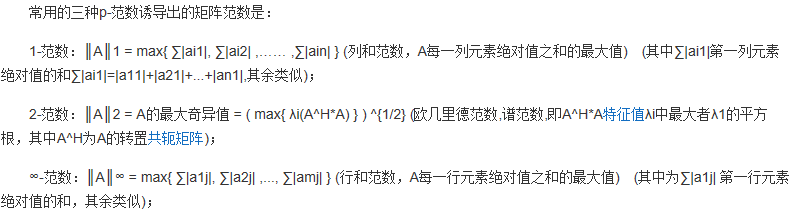 常用的三种p-范数诱导出的矩阵范数是：
1-范数：║A║1 = max{ ∑|ai1|, ∑|ai2| ,…… ,∑|ain| } (列和范数，A每一列元素绝对值之和的最大值) (其中∑|ai1|第一列元素
绝对值的和∑|ai1|=|a11|+|a21|+...+|an1|,其余类似)；
2-范数：║A║2 = A的最大奇异值 = ( max{ λi(A^H*A) } ) ^{1/2} (欧几里德范数,谱范数,即A^H*A特征值λi中最大者λ1的平方
根，其中A^H为A的转置共轭矩阵)；
∞-范数：║A║∞ = max{ ∑|a1j|, ∑|a2j| ,..., ∑|amj| } (行和范数，A每一行元素绝对值之和的最大值) (其中为∑|a1j| 第一行元素
绝对值的和，其余类似)；